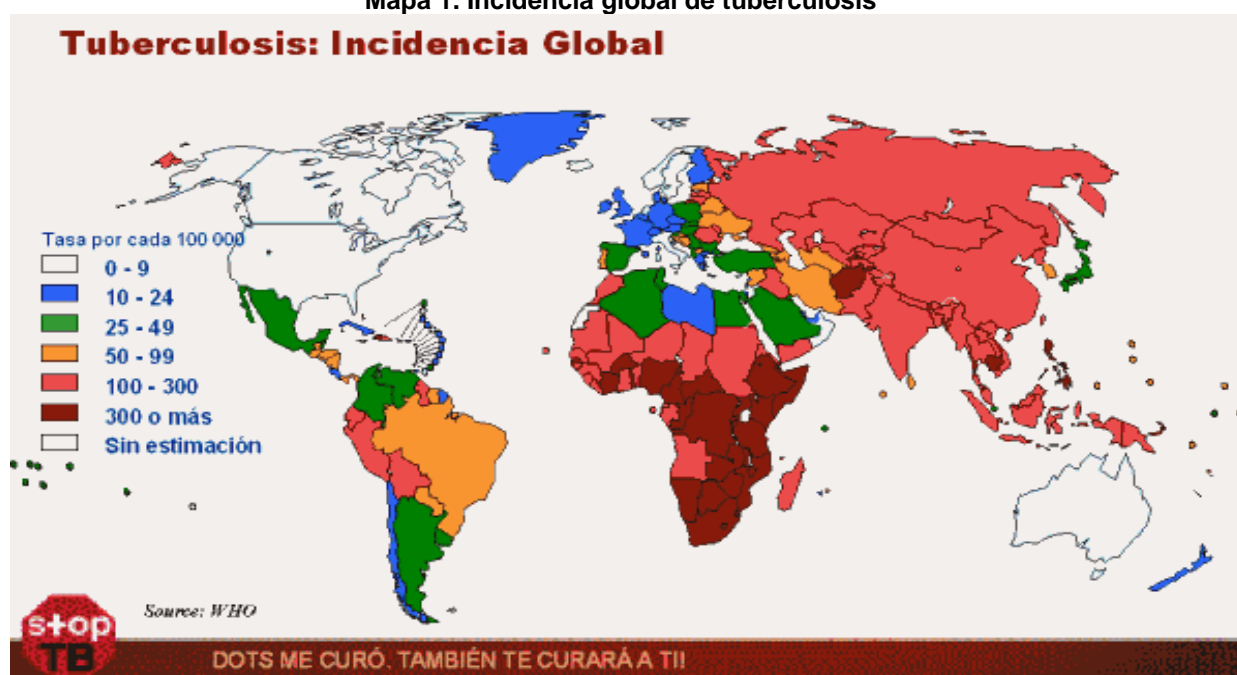 Mapa 1. Incidencia global de tuberculosis
Tuberculosis: Incidencia Global
Tasa por cada 100 000
0 - 9
10 - 24
25 - 49
50 - 99
100 - 300
300 o más
Sin estimación
Source: WHO
stop
TB
DOTS ME CURÓ. TAMBIÉN TE CURARÁ A TI!